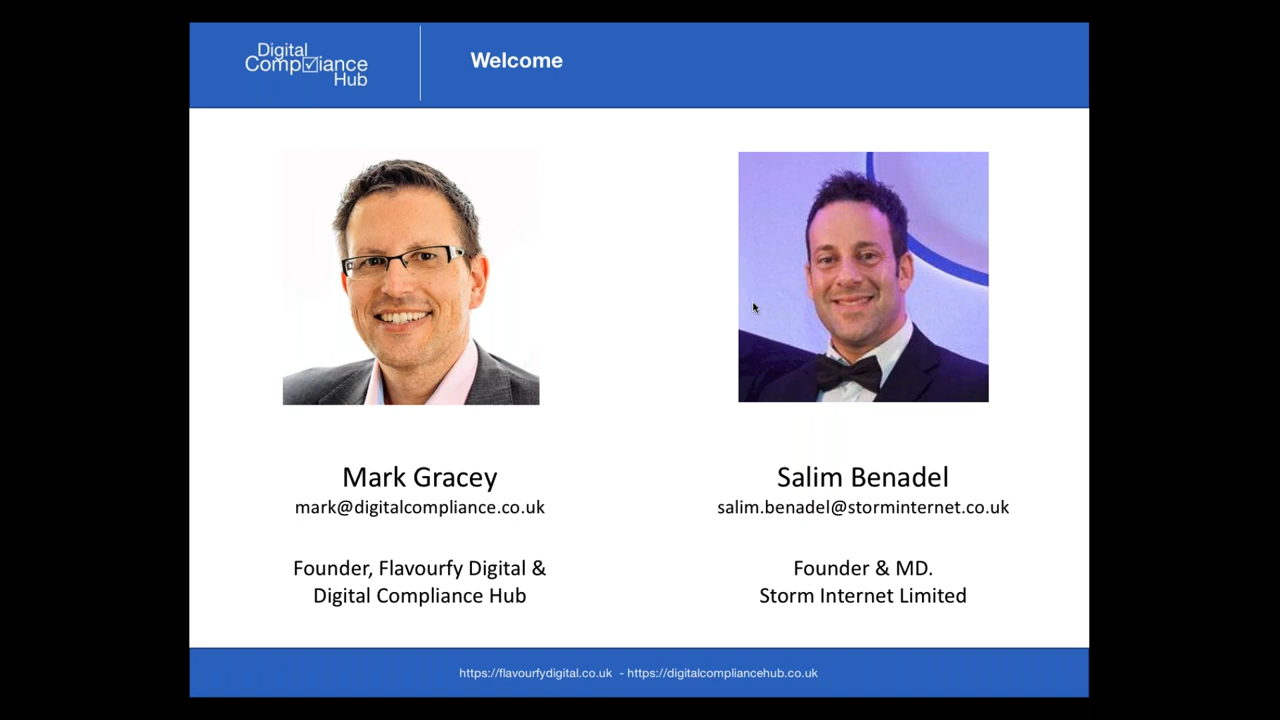 Digital
Compliance
Hub
Welcome
Mark Gracey
mark@digitalcompliance.co.uk
Founder, Flavourfy Digital &
Digital Compliance Hub
Salim Benadel
salim.benadel@storminternet.co.uk
Founder & MD.
Storm Internet Limited
https://flavourfydigital.co.uk - https://digitalcompliancehub.co.uk